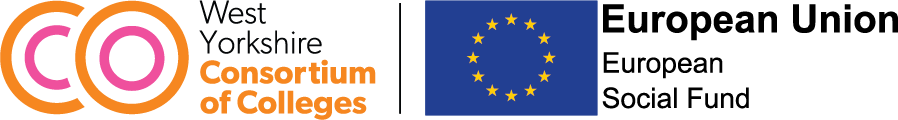 West
Yorkshire
Consortium
of Colleges
European Union
European
Social Fund